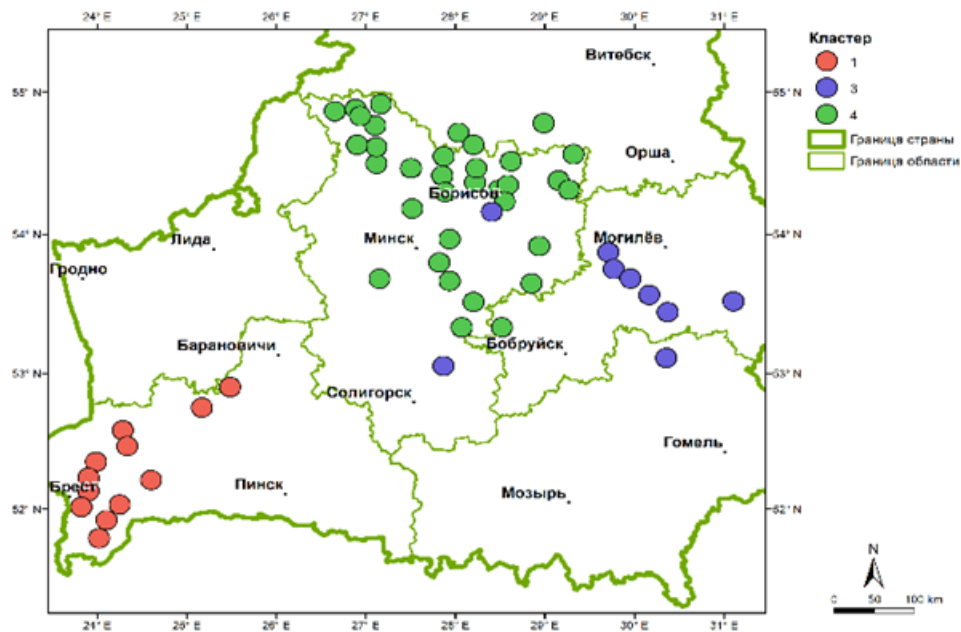 24° E 25° E 26° E 27° E 28° E 29° E 30° E 31° E
Кластер
1
3
4
Граница страны
Граница области
Витебск
55° N 55° N
Орша
Борисов
54° N 54° N
Лида Минск Могилёв
Гродно
Барановичи Бобруйск
53° N 53° N
Солигорск
Гомель
Брест Пинск Мозырь
52° N 52° N
N
0 50 100 km
24° E 25° E 26° E 27° E 28° E 29° E 30° E 31° E